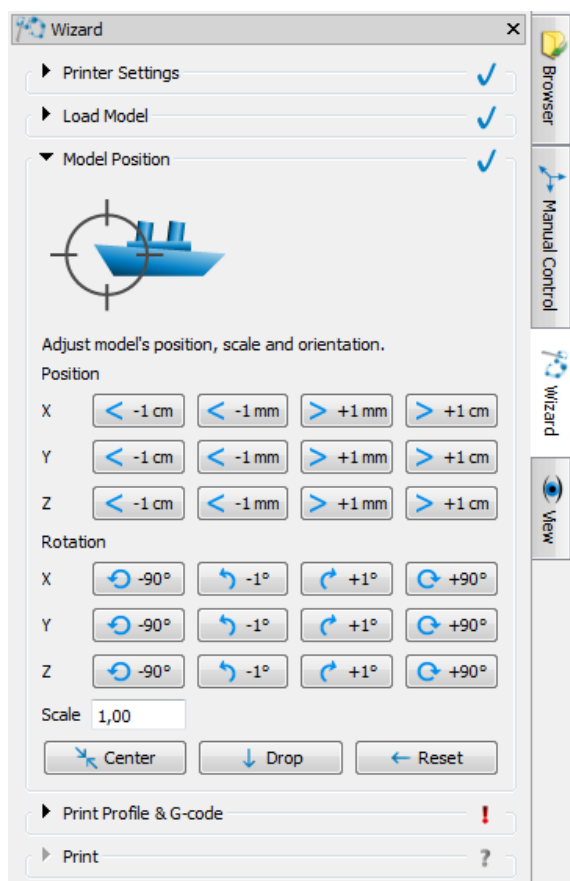 Wizard
Printer Settings
Load Model
Model Position
Adjust model's position, scale and orientation.
Position
X -1 cm -1 mm +1 mm +1 cm
Y -1 cm -1 mm +1 mm +1 cm
Z -1 cm -1 mm +1 mm +1 cm
Rotation
X -90° -1° +1° +90°
Y -90° -1° +1° +90°
Z -90° -1° +1° +90°
Scale 1,00
Center Drop Reset
Print Profile & G-code !
Print ?
Browser
Manual Control
Wizard
View